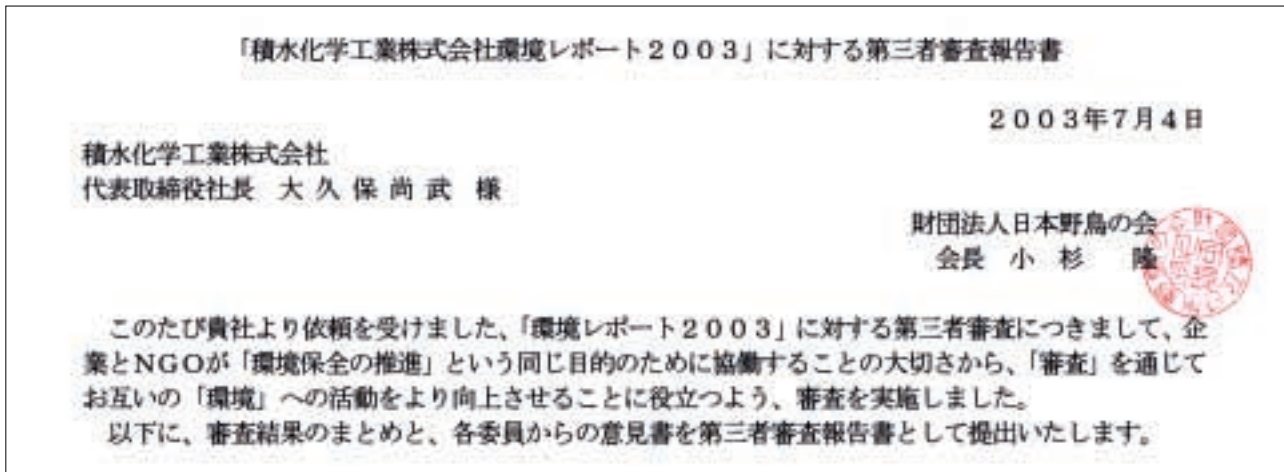 「積水化学工業株式会社環境レポート２００３」に対する第三者審査報告書
２００３年７月４日
積水化学工業株式会社
代表取締役社長　大 久 保 尚 武　様
財団法人日本野鳥の会
会長　小　杉　　隆
このたび貴社より依頼を受けました、「環境レポート２００３」に対する第三者審査につきまして、企
業とＮＧＯが「環境保全の推進」という同じ目的のために協働することの大切さから、「審査」を通じて
お互いの「環境」への活動をより向上させることに役立つよう、審査を実施しました。
以下に、審査結果のまとめと、各委員からの意見書を第三者審査報告書として提出いたします。